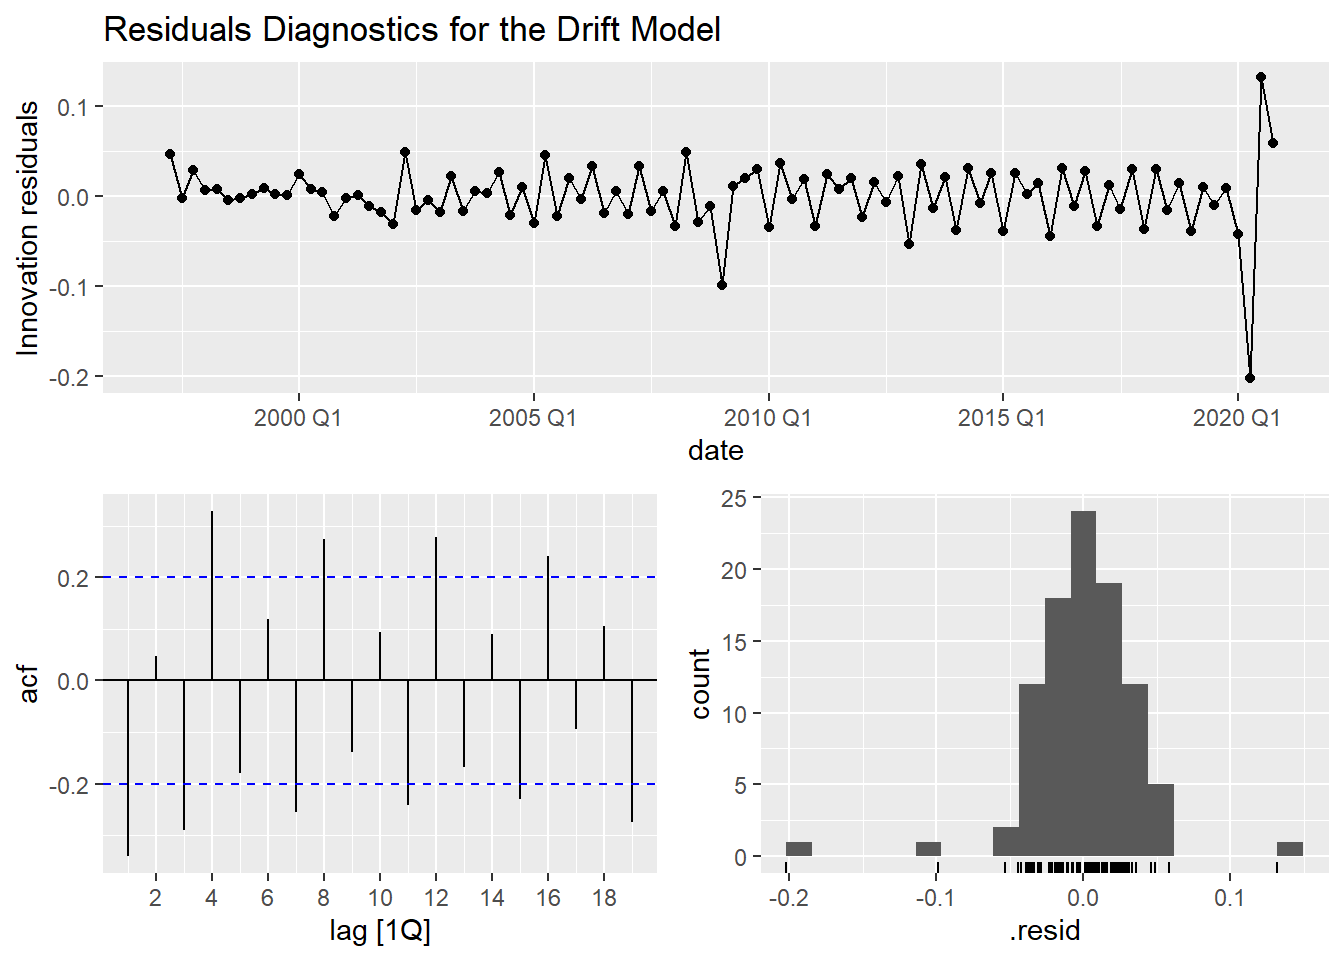 Residuals Diagnostics for the Drift Model
Innovation residuals
0.1
0.0
-0.1
-0.2
2000 Q1 2005 Q1 2010 Q1 2015 Q1 2020 Q1
date
acf
0.2
0.0
-0.2
2 4 6 8 10 12 14 16 18
lag [1Q]
count
25
20
15
10
5
0
-0.2 -0.1 0.0 0.1
.resid